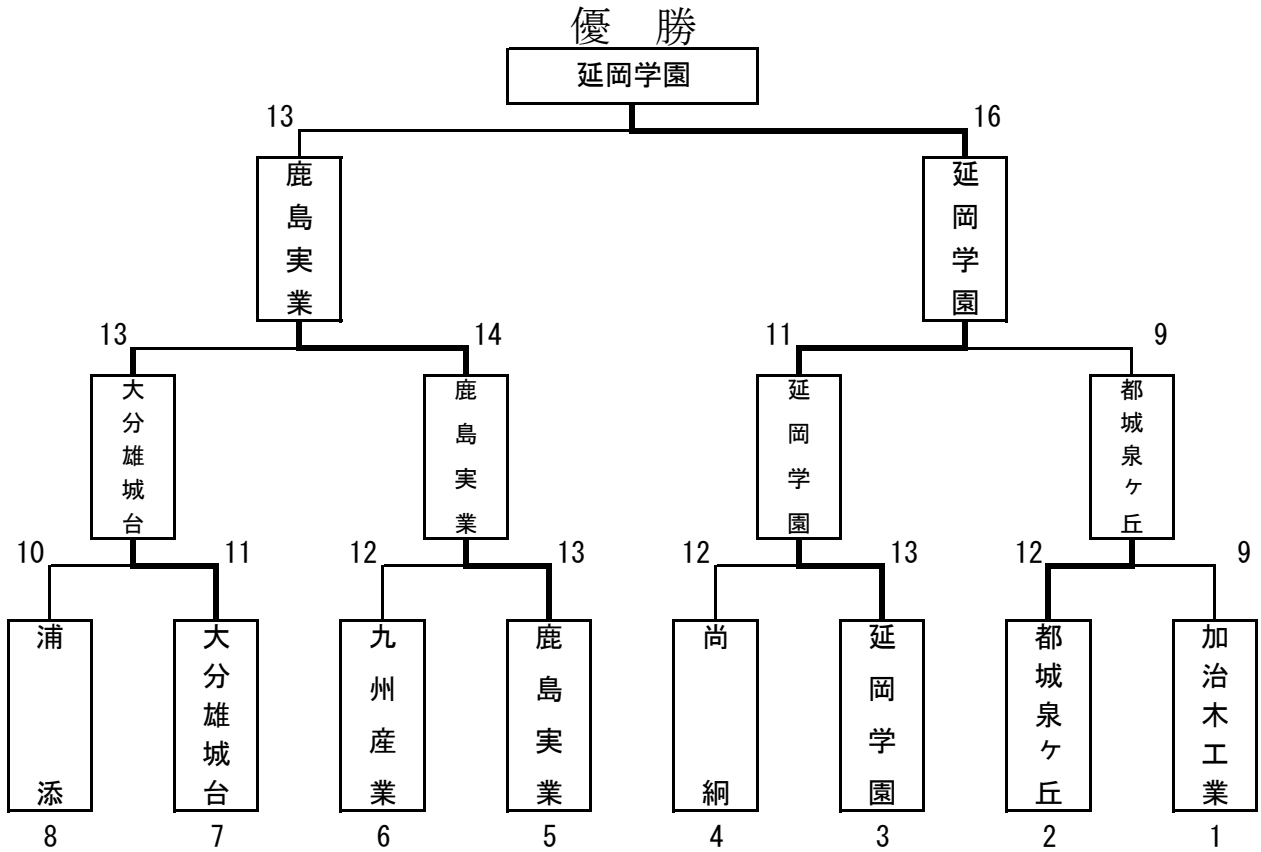 優　勝
延岡学園
13
16
鹿島実業
延岡学園
13
14
11
9
大分雄城台
鹿島実業
延岡学園
都城泉ケ丘
10
11
12
13
12
13
12
9
浦添
大分雄城台
九州産業
鹿島実業
尚絅
延岡学園
都城泉ケ丘
加治木工業
8
7
6
5
4
3
2
1